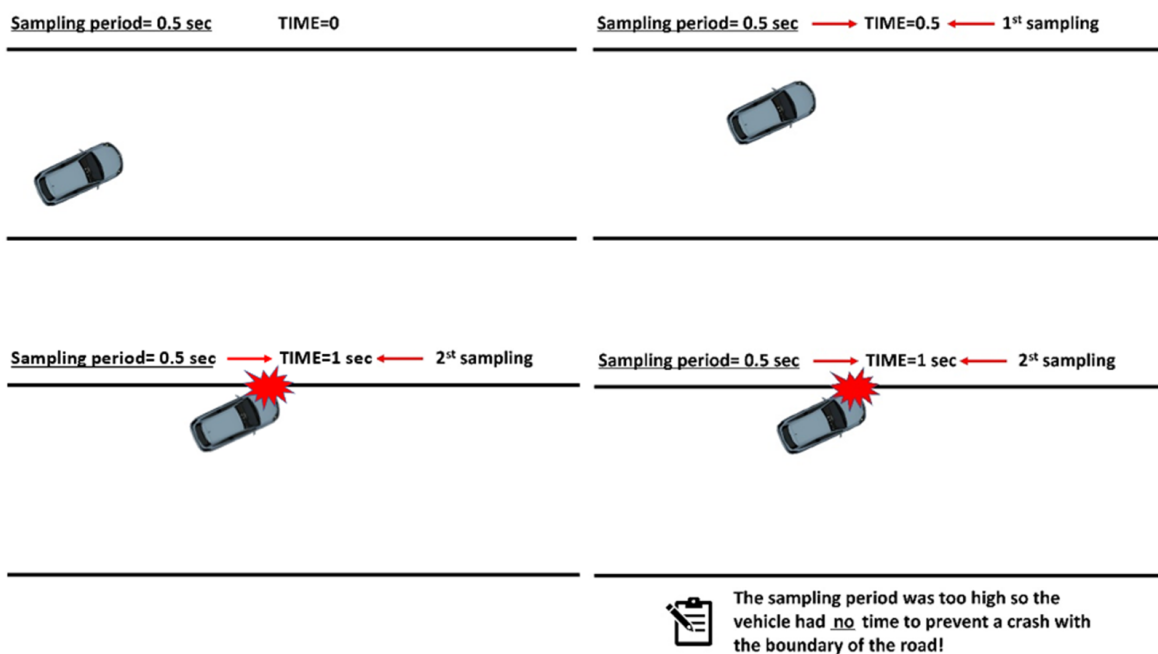 Sampling period= 0.5 sec TIME=0
Sampling period= 0.5 sec TIME=0.5 1st sampling
Sampling period= 0.5 sec TIME=1 sec 2st sampling
Sampling period= 0.5 sec TIME=1 sec 2st sampling
The sampling period was too high so the
vehicle had no time to prevent a crash with
the boundary of the road!